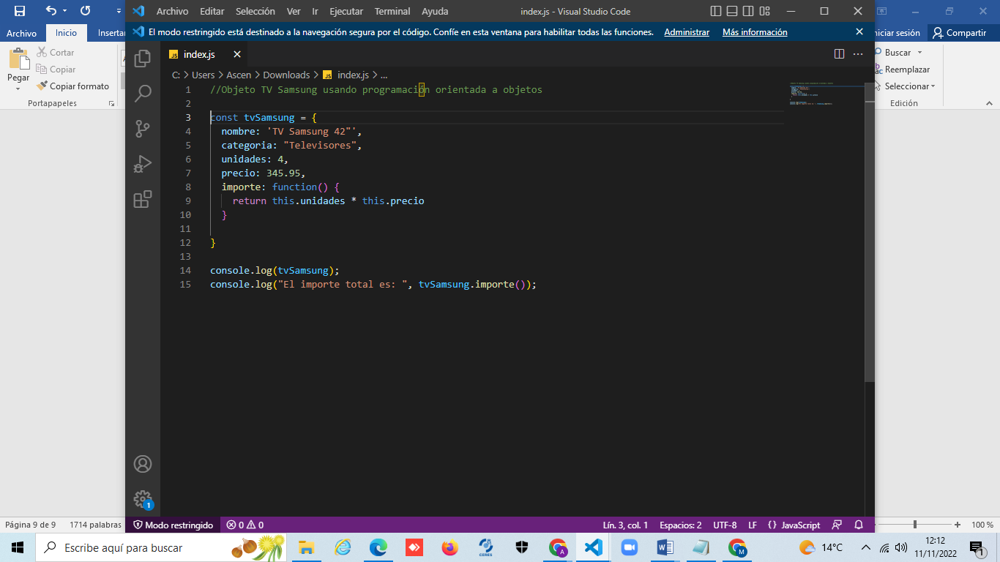 Archivo Editar Selección Ver Ir Ejecutar Terminal Ayuda index.js - Visual Studio Code
Archivo Inicio Insertar
El modo restringido está destinado a la navegación segura por el código. Confíe en esta ventana para habilitar todas las funciones. Administrar Más información
sesión Compartir
Pegar
Cortar
Copiar
Copiar formato
Portapapeles
Buscar
Reemplazar
Seleccionar
Edición
JS index.js
C: > Users > Ascen > Downloads > JS index.js > ...
1 //Objeto TV Samsung usando programación orientada a objetos
2
3 const tvSamsung = {
4 nombre: 'TV Samsung 42"',
5 categoria: "Televisores",
6 unidades: 4,
7 precio: 345.95,
8 importe: function() {
9 return this.unidades * this.precio
10 }
11
12 }
13
14 console.log(tvSamsung);
15 console.log("El importe total es: ", tvSamsung.importe());
1
Página 9 de 9 1714 palabras
Modo restringido 0 0 Lín. 3, col. 1 Espacios: 2 UTF-8 LF {} JavaScript
100 %
Escribe aquí para buscar
CERES
A
M
14°C
12:12
11/11/2022
1